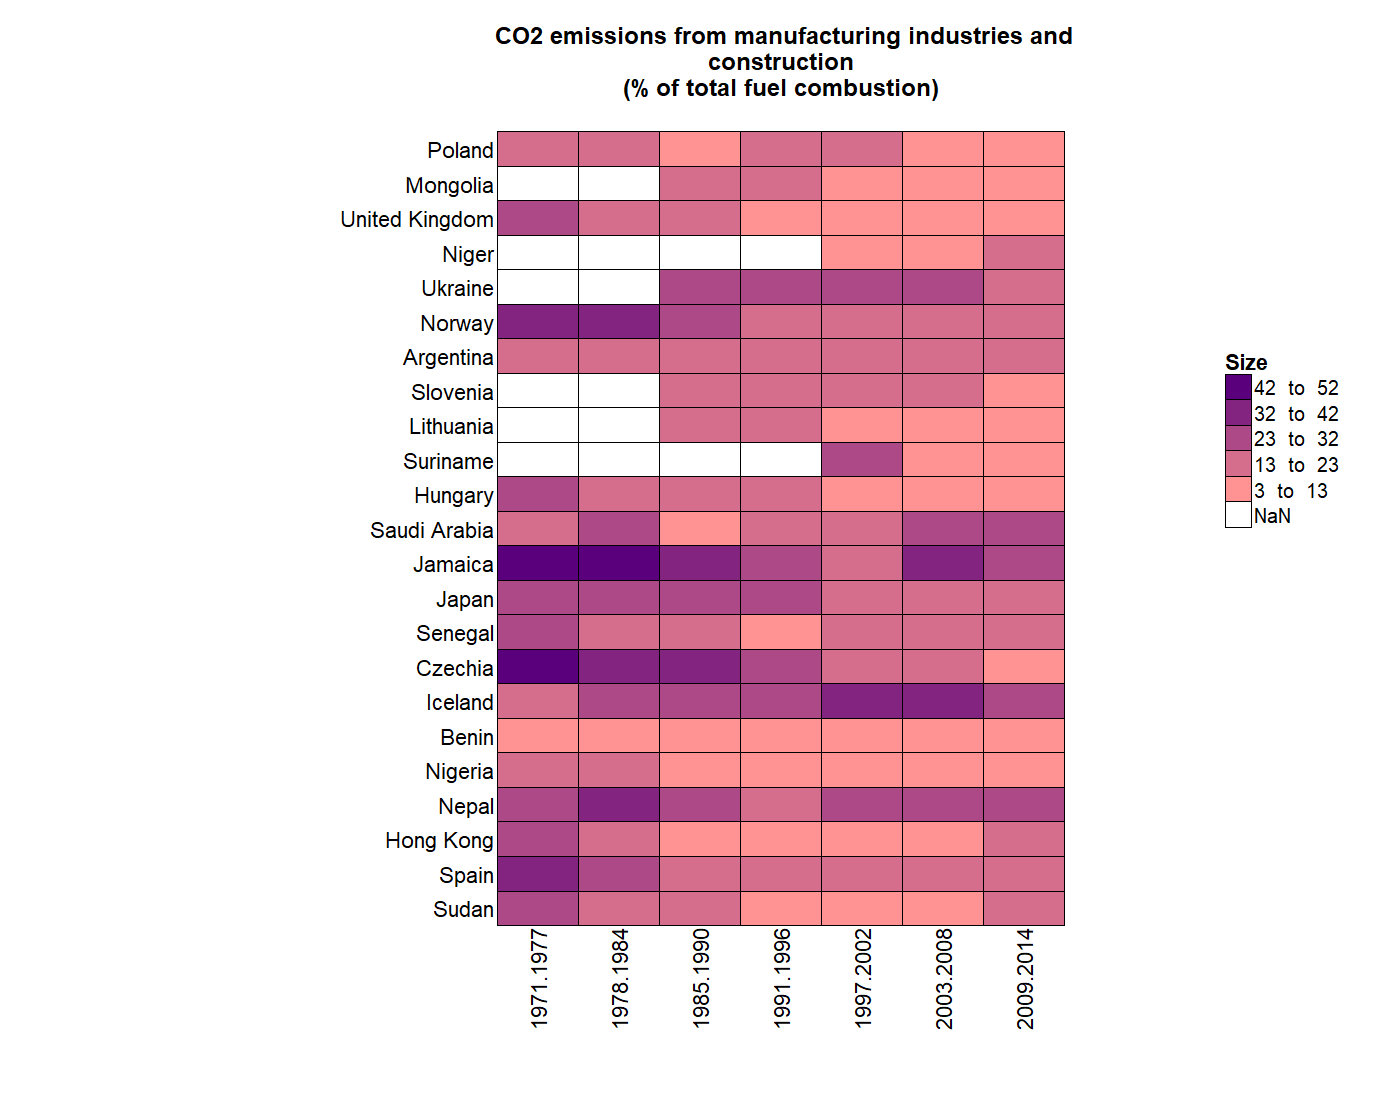 CO2 emissions from manufacturing industries and
construction
(% of total fuel combustion)
Poland
Mongolia
United Kingdom
Niger
Ukraine
Norway
Argentina
Slovenia
Lithuania
Suriname
Hungary
Saudi Arabia
Jamaica
Japan
Senegal
Czechia
Iceland
Benin
Nigeria
Nepal
Hong Kong
Spain
Sudan
1971.1977
1978.1984
1985.1990
1991.1996
1997.2002
2003.2008
2009.2014
Size
42 to 52
32 to 42
23 to 32
13 to 23
3 to 13
NaN